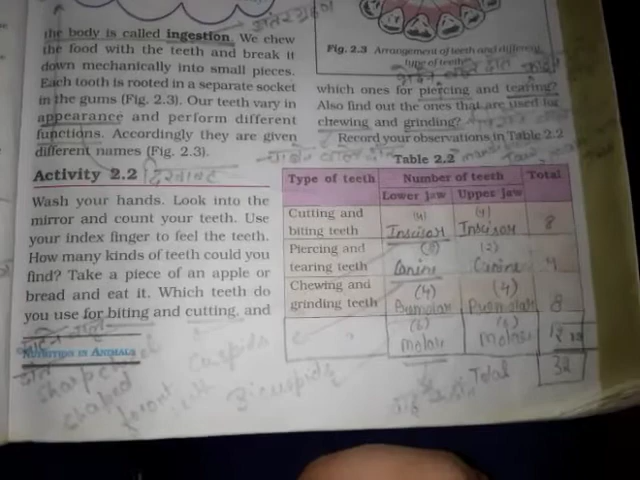 the body is called ingestion. We chew
the food with the teeth and break it
down mechanically into small pieces.
Each tooth is rooted in a separate socket
in the gums (Fig. 2.3). Our teeth vary in
appearance and perform different
functions. Accordingly they are given
different names (Fig. 2.3).
Activity 2.2
दिखावट
Wash your hands. Look into the
mirror and count your teeth. Use
your index finger to feel the teeth.
How many kinds of teeth could you
find? Take a piece of an apple or
bread and eat it. Which teeth do
you use for biting and cutting, and
NUTRITION IN ANIMALS
shaped
front
teeth
Cuspids
Bicuspids
Fig. 2.3 Arrangement of teeth and different
type of teeth
which ones for piercing and tearing?
Also find out the ones that are used for
chewing and grinding?
Record your observations in Table 2.2
Table 2.2
Type of teeth Number of teeth Total
Lower jaw Upper jaw
Cutting and biting teeth (4) Inscisor (4) Inscisor 8
Piercing and tearing teeth Canine (2) Canine 4
Chewing and grinding teeth (4) Premolar (4) Premolar 8
(6) Molar (6) Molar 12
Total 32